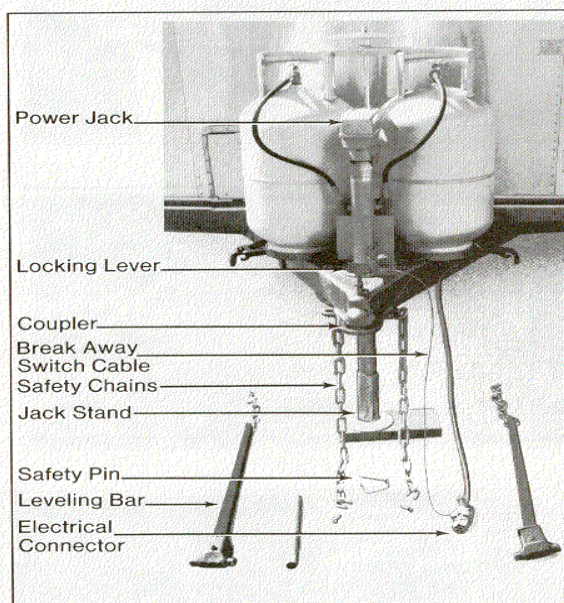 Power Jack
Locking Lever
Coupler
Break Away
Switch Cable
Safety Chains
Jack Stand
Safety Pin
Leveling Bar
Electrical
Connector